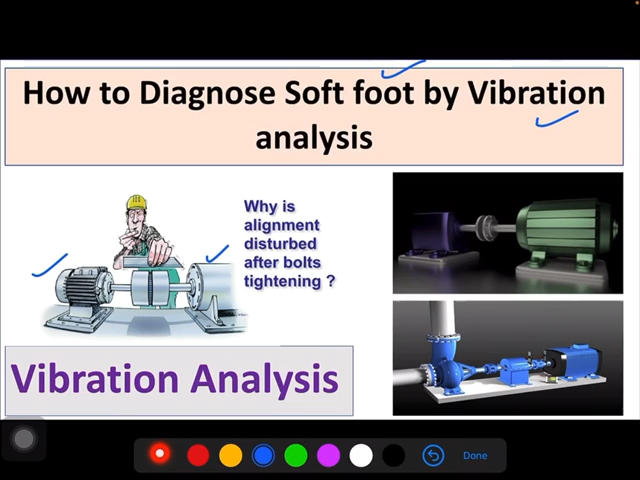 How to Diagnose Soft foot by Vibration
analysis
Why is
alignment
disturbed
after bolts
tightening ?
Vibration Analysis
Done